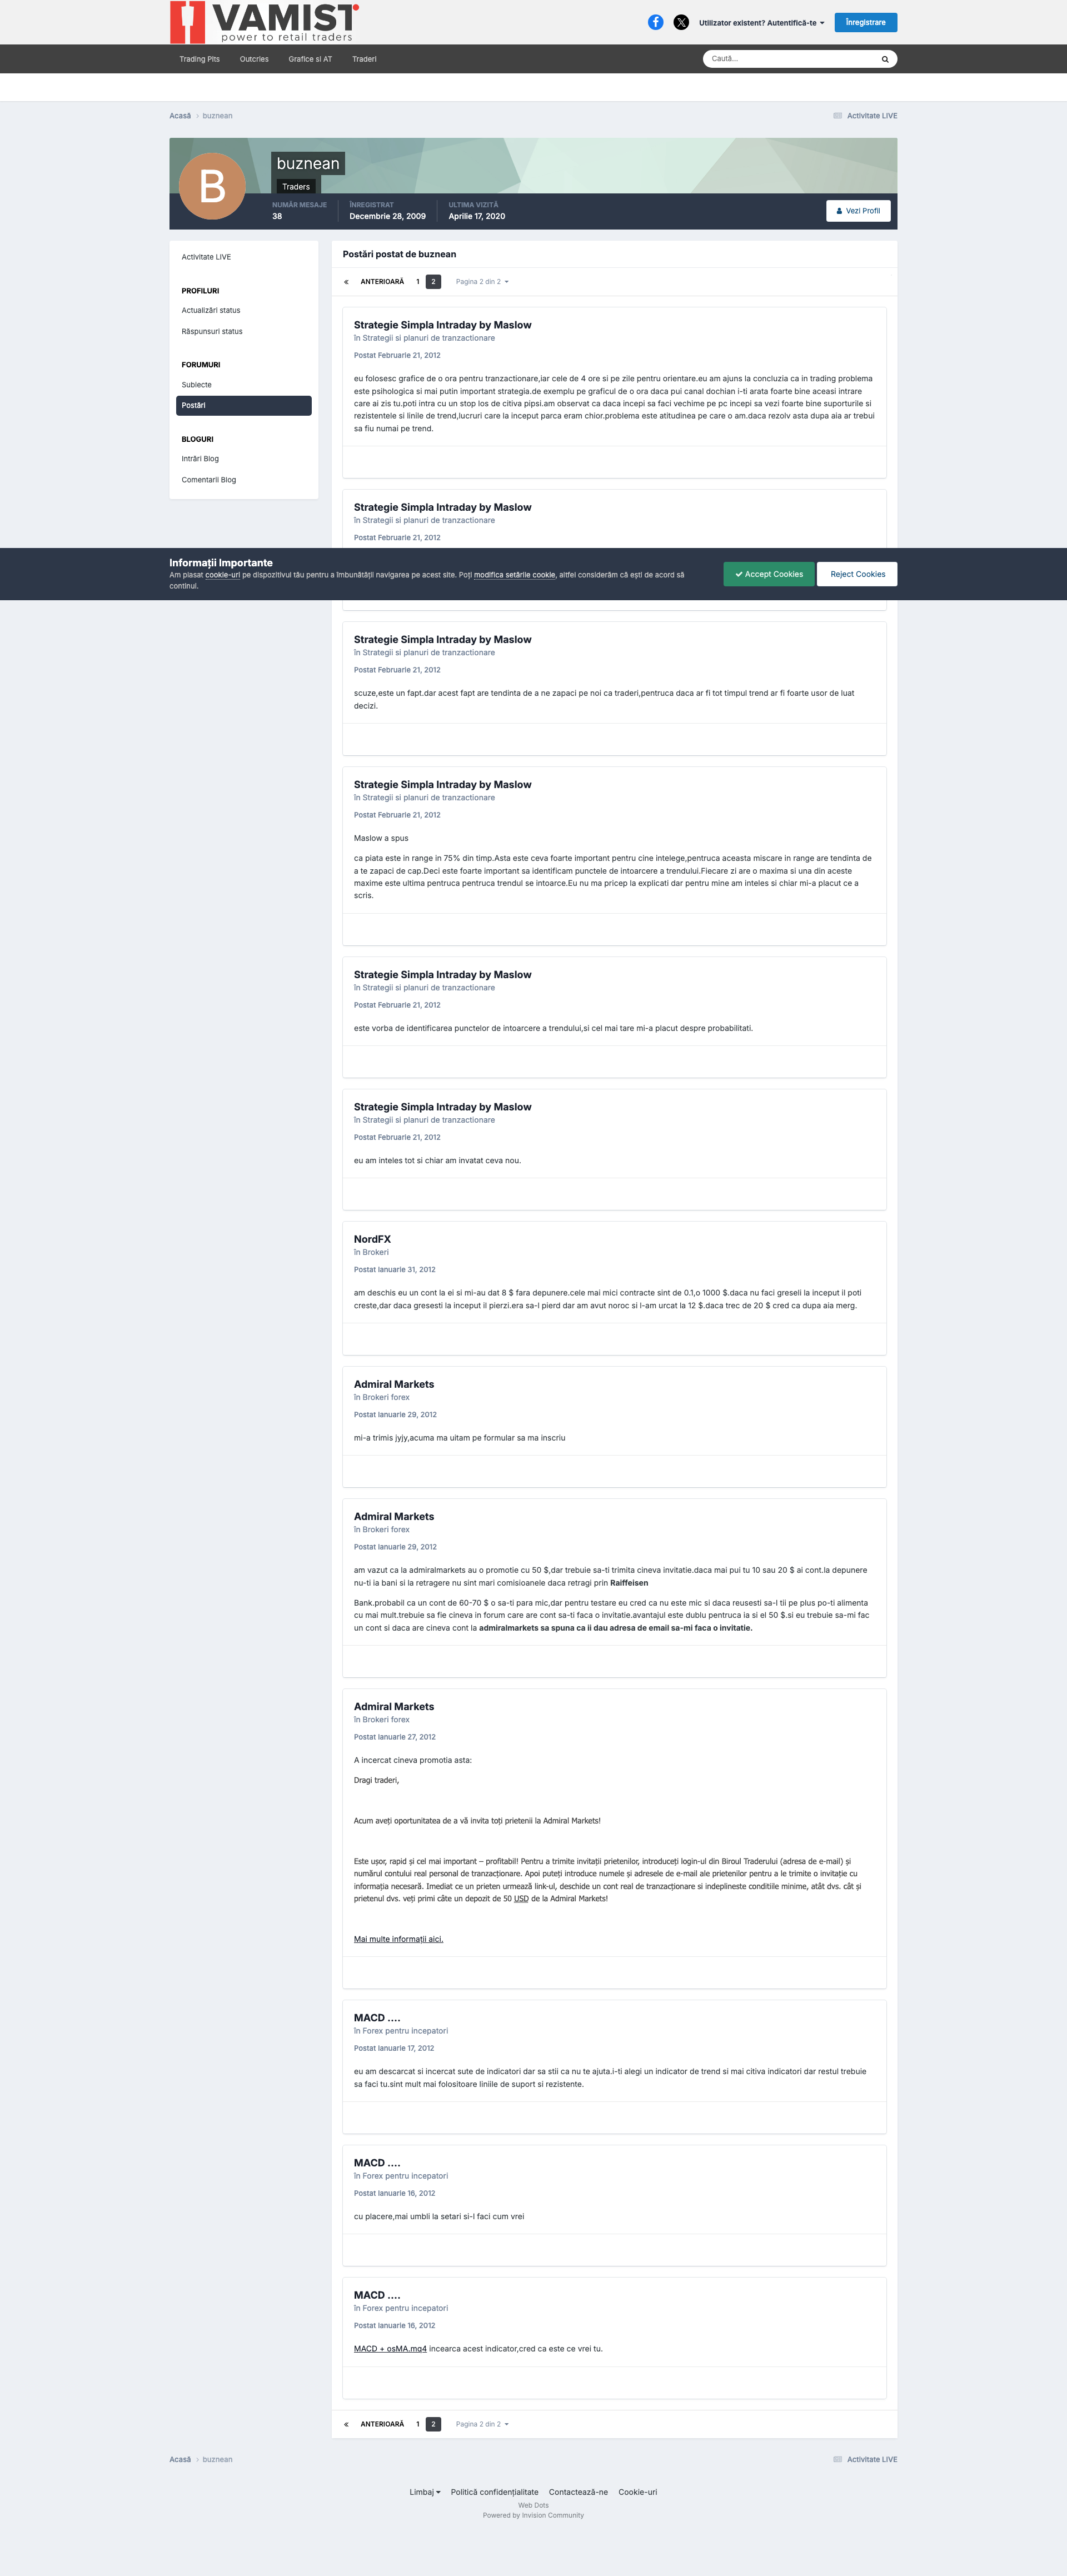 VAMIST
power to retail traders
Utilizator existent? Autentifică-te
Înregistrare
Trading Pits Outcries Grafice si AT Traderi
Caută...
Acasă buznean
Activitate LIVE
B
buznean
Traders
NUMĂR MESAJE
38
ÎNREGISTRAT
Decembrie 28, 2009
ULTIMA VIZITĂ
Aprilie 17, 2020
Vezi Profil
Activitate LIVE
PROFILURI
Actualizări status
Răspunsuri status
FORUMURI
Subiecte
Postări
BLOGURI
Intrări Blog
Comentarii Blog
Postări postat de buznean
« ANTERIOARĂ 1 2 Pagina 2 din 2
Strategie Simpla Intraday by Maslow
în Strategii si planuri de tranzactionare
Postat Februarie 21, 2012
eu folosesc grafice de o ora pentru tranzactionare,iar cele de 4 ore si pe zile pentru orientare.eu am ajuns la concluzia ca in trading problema
este psihologica si mai putin important strategia.de exemplu pe graficul de o ora daca pui canal dochian i-ti arata foarte bine aceeasi intrare
care ai zis tu.poti intra cu un stop los de citiva pipsi.am observat ca daca incepi sa faci vechime pe pc incepi sa vezi foarte bine suporturile si
rezistentele si linile de trend,lucruri care la inceput parca eram chior.problema este atitudinea pe care o am.daca rezolv asta dupa aia ar trebui
sa fiu numai pe trend.
Strategie Simpla Intraday by Maslow
în Strategii si planuri de tranzactionare
Postat Februarie 21, 2012
Informații Importante
Am plasat cookie-uri pe dispozitivul tău pentru a îmbunătății navigarea pe acest site. Poți modifica setările cookie, altfel considerăm că ești de acord să
continui.
Accept Cookies
Reject Cookies
Strategie Simpla Intraday by Maslow
în Strategii si planuri de tranzactionare
Postat Februarie 21, 2012
scuze,este un fapt.dar acest fapt are tendinta de a ne zapaci pe noi ca traderi,pentruca daca ar fi tot timpul trend ar fi foarte usor de luat
decizi.
Strategie Simpla Intraday by Maslow
în Strategii si planuri de tranzactionare
Postat Februarie 21, 2012
Maslow a spus
ca piata este in range in 75% din timp.Asta este ceva foarte important pentru cine intelege,pentruca aceasta miscare in range are tendinta de
a te zapaci de cap.Deci este foarte important sa identificam punctele de intoarcere a trendului.Fiecare zi are o maxima si una din aceste
maxime este ultima pentruca pentruca trendul se intoarce.Eu nu ma pricep la explicati dar pentru mine am inteles si chiar mi-a placut ce a
scris.
Strategie Simpla Intraday by Maslow
în Strategii si planuri de tranzactionare
Postat Februarie 21, 2012
este vorba de identificarea punctelor de intoarcere a trendului,si cel mai tare mi-a placut despre probabilitati.
Strategie Simpla Intraday by Maslow
în Strategii si planuri de tranzactionare
Postat Februarie 21, 2012
eu am inteles tot si chiar am invatat ceva nou.
NordFX
în Brokeri
Postat Ianuarie 31, 2012
am deschis eu un cont la ei si mi-au dat 8 $ fara depunere.cele mai mici contracte sint de 0.1,o 1000 $.daca nu faci greseli la inceput il poti
creste,dar daca gresesti la inceput il pierzi.era sa-l pierd dar am avut noroc si l-am urcat la 12 $.daca trec de 20 $ cred ca dupa aia merg.
Admiral Markets
în Brokeri forex
Postat Ianuarie 29, 2012
mi-a trimis jyjy,acuma ma uitam pe formular sa ma inscriu
Admiral Markets
în Brokeri forex
Postat Ianuarie 29, 2012
am vazut ca la admiralmarkets au o promotie cu 50 $,dar trebuie sa-ti trimita cineva invitatie.daca mai pui tu 10 sau 20 $ ai cont.la depunere
nu-ti ia bani si la retragere nu sint mari comisioanele daca retragi prin Raiffeisen
Bank.probabil ca un cont de 60-70 $ o sa-ti para mic,dar pentru testare eu cred ca nu este mic si daca reusesti sa-l tii pe plus po-ti alimenta
cu mai mult.trebuie sa fie cineva in forum care are cont sa-ti faca o invitatie.avantajul este dublu pentruca ia si el 50 $.si eu trebuie sa-mi fac
un cont si daca are cineva cont la admiralmarkets sa spuna ca ii dau adresa de email sa-mi faca o invitatie.
Admiral Markets
în Brokeri forex
Postat Ianuarie 27, 2012
A incercat cineva promotia asta:
Dragi traderi,
Acum aveți oportunitatea de a vă invita toți prietenii la Admiral Markets!
Este ușor, rapid și cel mai important – profitabil! Pentru a trimite invitații prietenilor, introduceți login-ul din Biroul Traderului (adresa de e-mail) și
numărul contului real personal de tranzacționare. Apoi puteți introduce numele și adresele de e-mail ale prietenilor pentru a le trimite o invitație cu
informația necesară. Imediat ce un prieten urmează link-ul, deschide un cont real de tranzacționare si indeplineste conditiile minime, atât dvs. cât și
prietenul dvs. veți primi câte un depozit de 50 USD de la Admiral Markets!
Mai multe informații aici.
MACD ....
în Forex pentru incepatori
Postat Ianuarie 17, 2012
eu am descarcat si incercat sute de indicatori dar sa stii ca nu te ajuta.i-ti alegi un indicator de trend si mai citiva indicatori dar restul trebuie
sa faci tu.sint mult mai folositoare liniile de suport si rezistente.
MACD ....
în Forex pentru incepatori
Postat Ianuarie 16, 2012
cu placere,mai umbli la setari si-l faci cum vrei
MACD ....
în Forex pentru incepatori
Postat Ianuarie 16, 2012
MACD + osMA.mq4 incearca acest indicator,cred ca este ce vrei tu.
« ANTERIOARĂ 1 2 Pagina 2 din 2
Acasă buznean
Activitate LIVE
Limbaj Politică confidențialitate Contactează-ne Cookie-uri
Web Dots
Powered by Invision Community